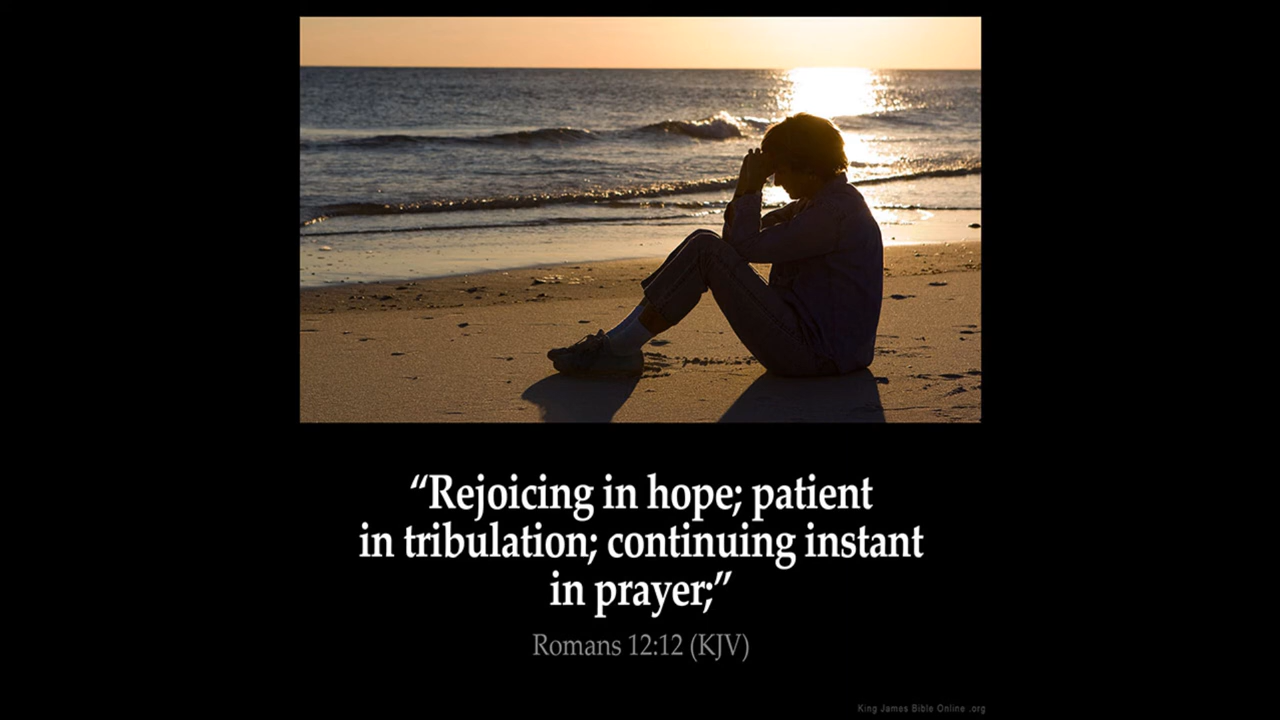 “Rejoicing in hope; patient
in tribulation; continuing instant
in prayer;”
Romans 12:12 (KJV)
King James Bible Online .org